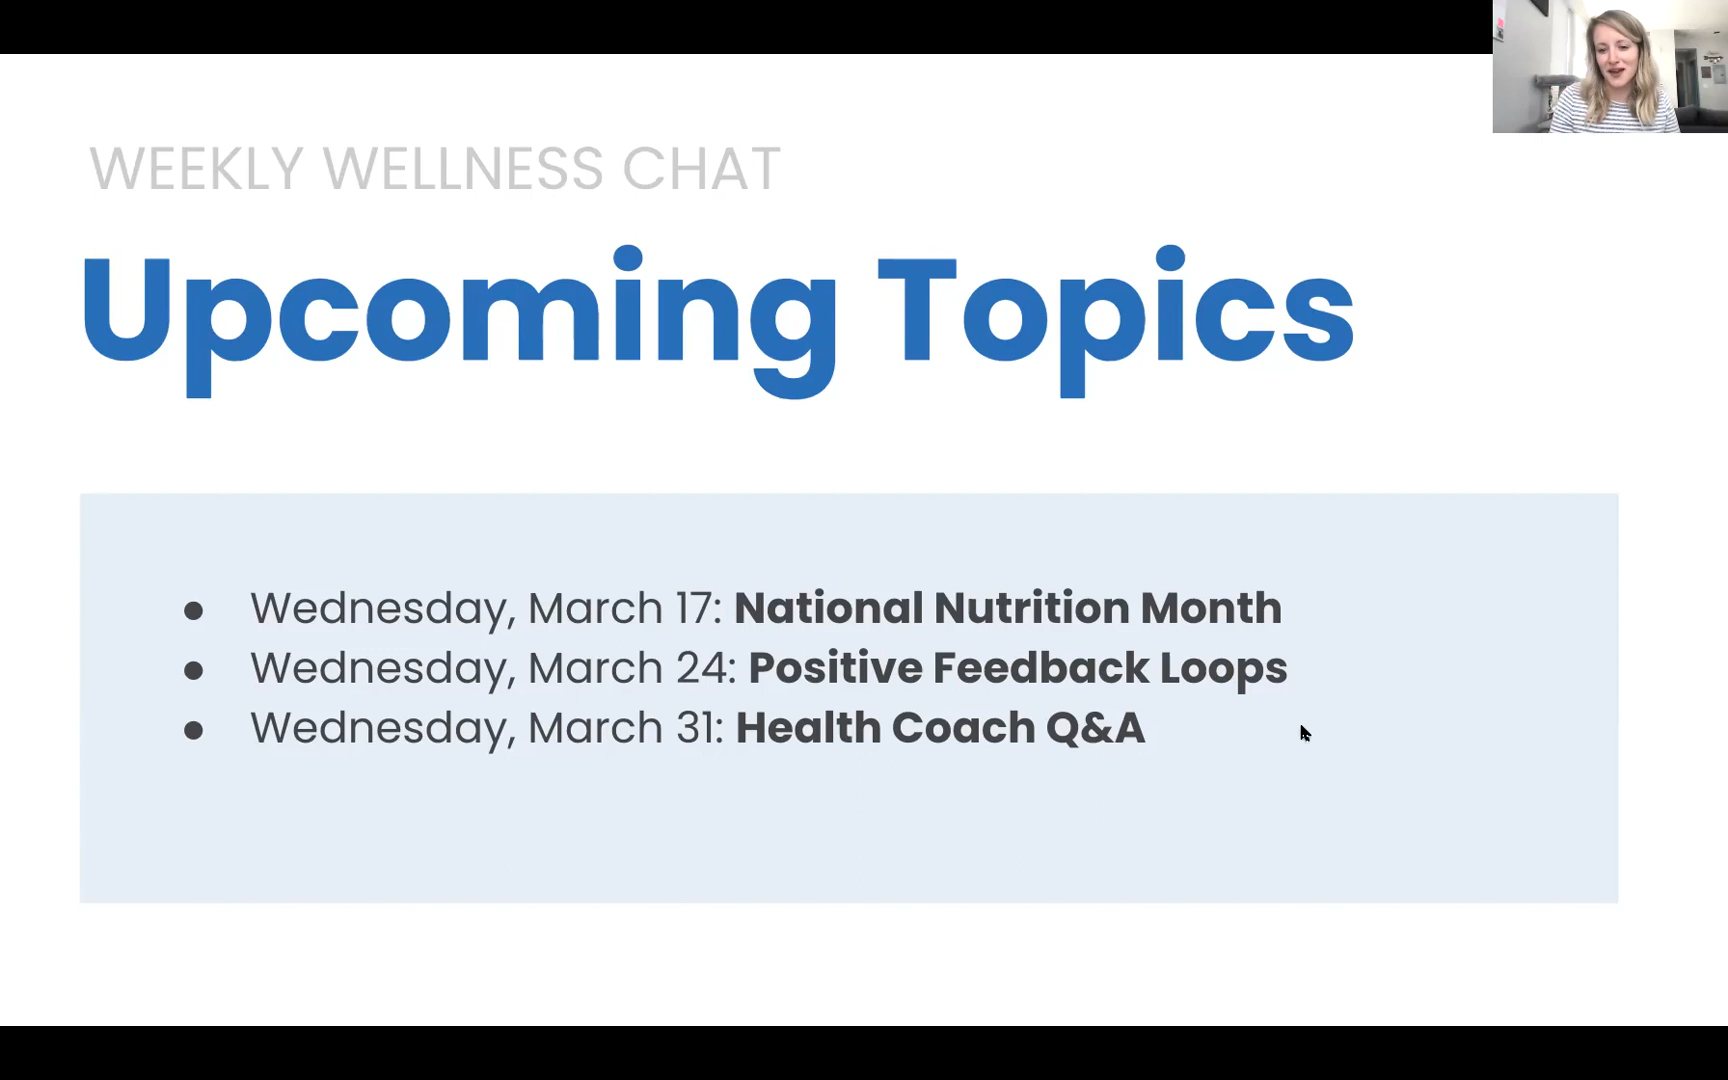 WEEKLY WELLNESS CHAT
Upcoming Topics
● Wednesday, March 17: National Nutrition Month
● Wednesday, March 24: Positive Feedback Loops
● Wednesday, March 31: Health Coach Q&A